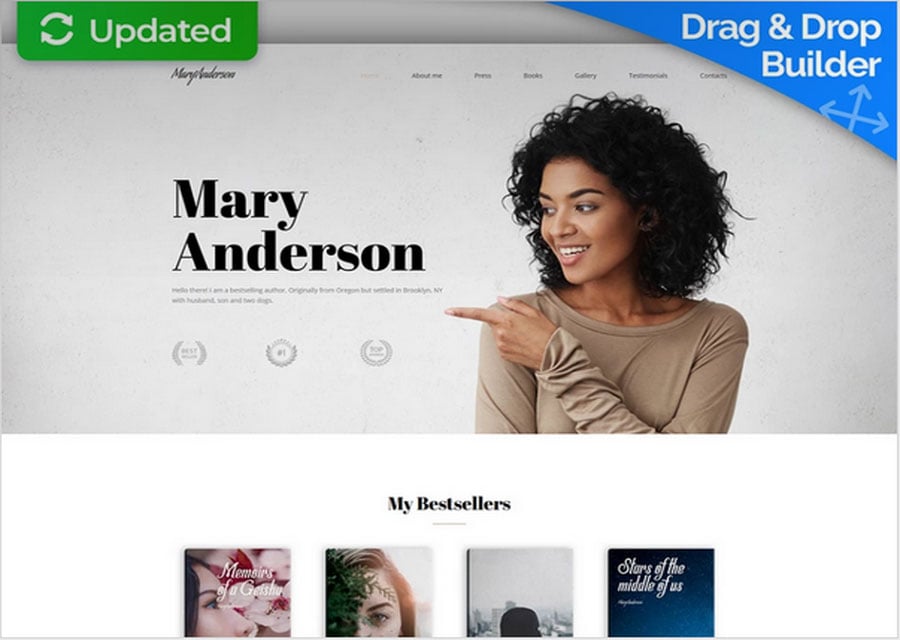 Updated
Drag & Drop
Builder
MaryAnderson
Home
About me
Press
Books
Gallery
Testimonials
Contacts
Mary
Anderson
Hello there! I am a bestselling author. Originally from Oregon but settled in Brooklyn, NY
with husband, son and two dogs.
BEST
SELLER
#1
TOP
My Bestsellers
Memoirs
of a Geisha
Stars of the
middle of us
MaryAnderson